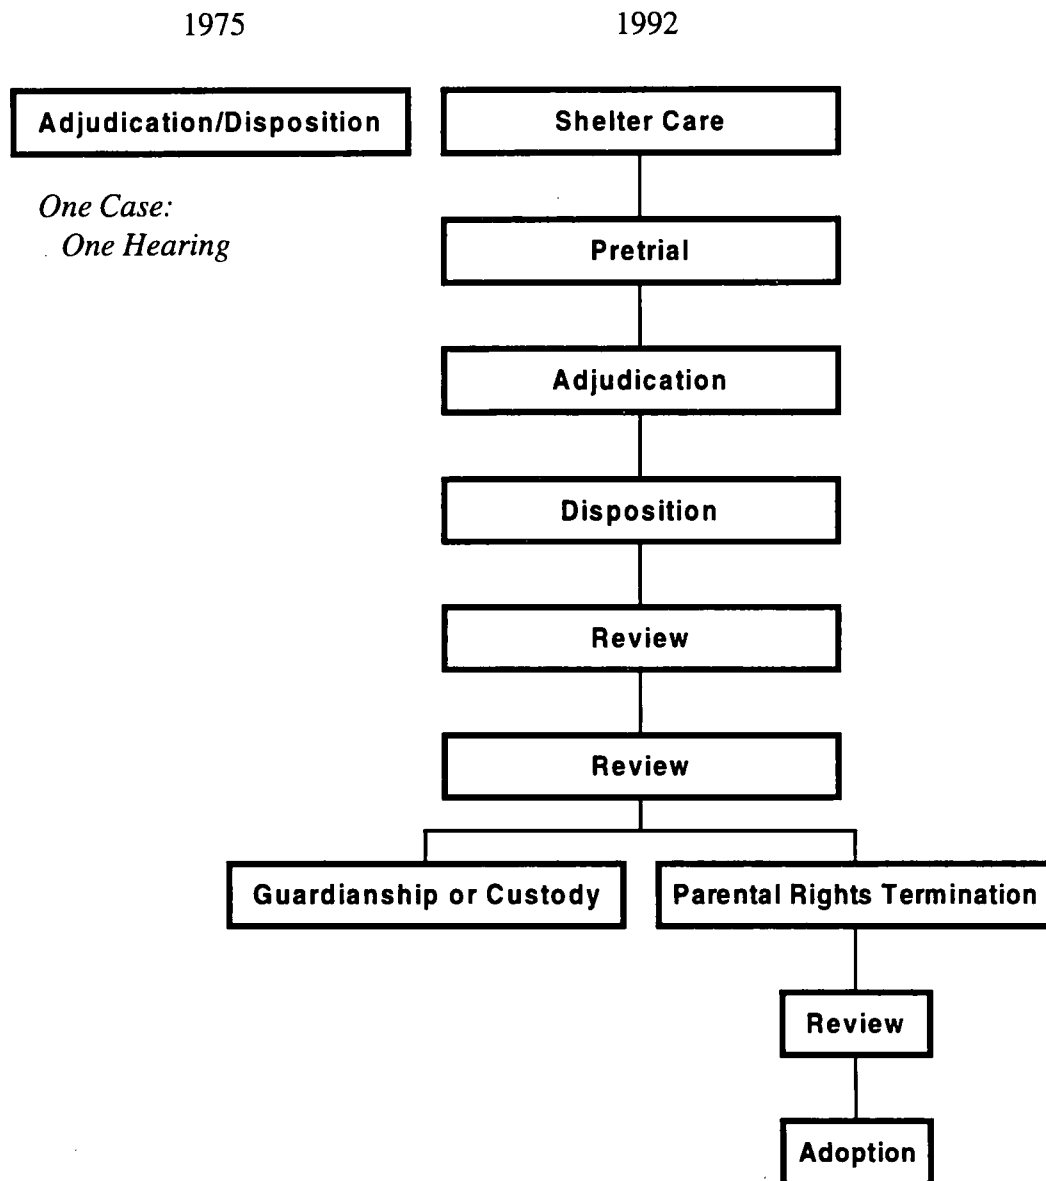 1975
1992
Adjudication/Disposition
Shelter Care
One Case:
One Hearing
Pretrial
Adjudication
Disposition
Review
Review
Guardianship or Custody
Parental Rights Termination
Review
Adoption